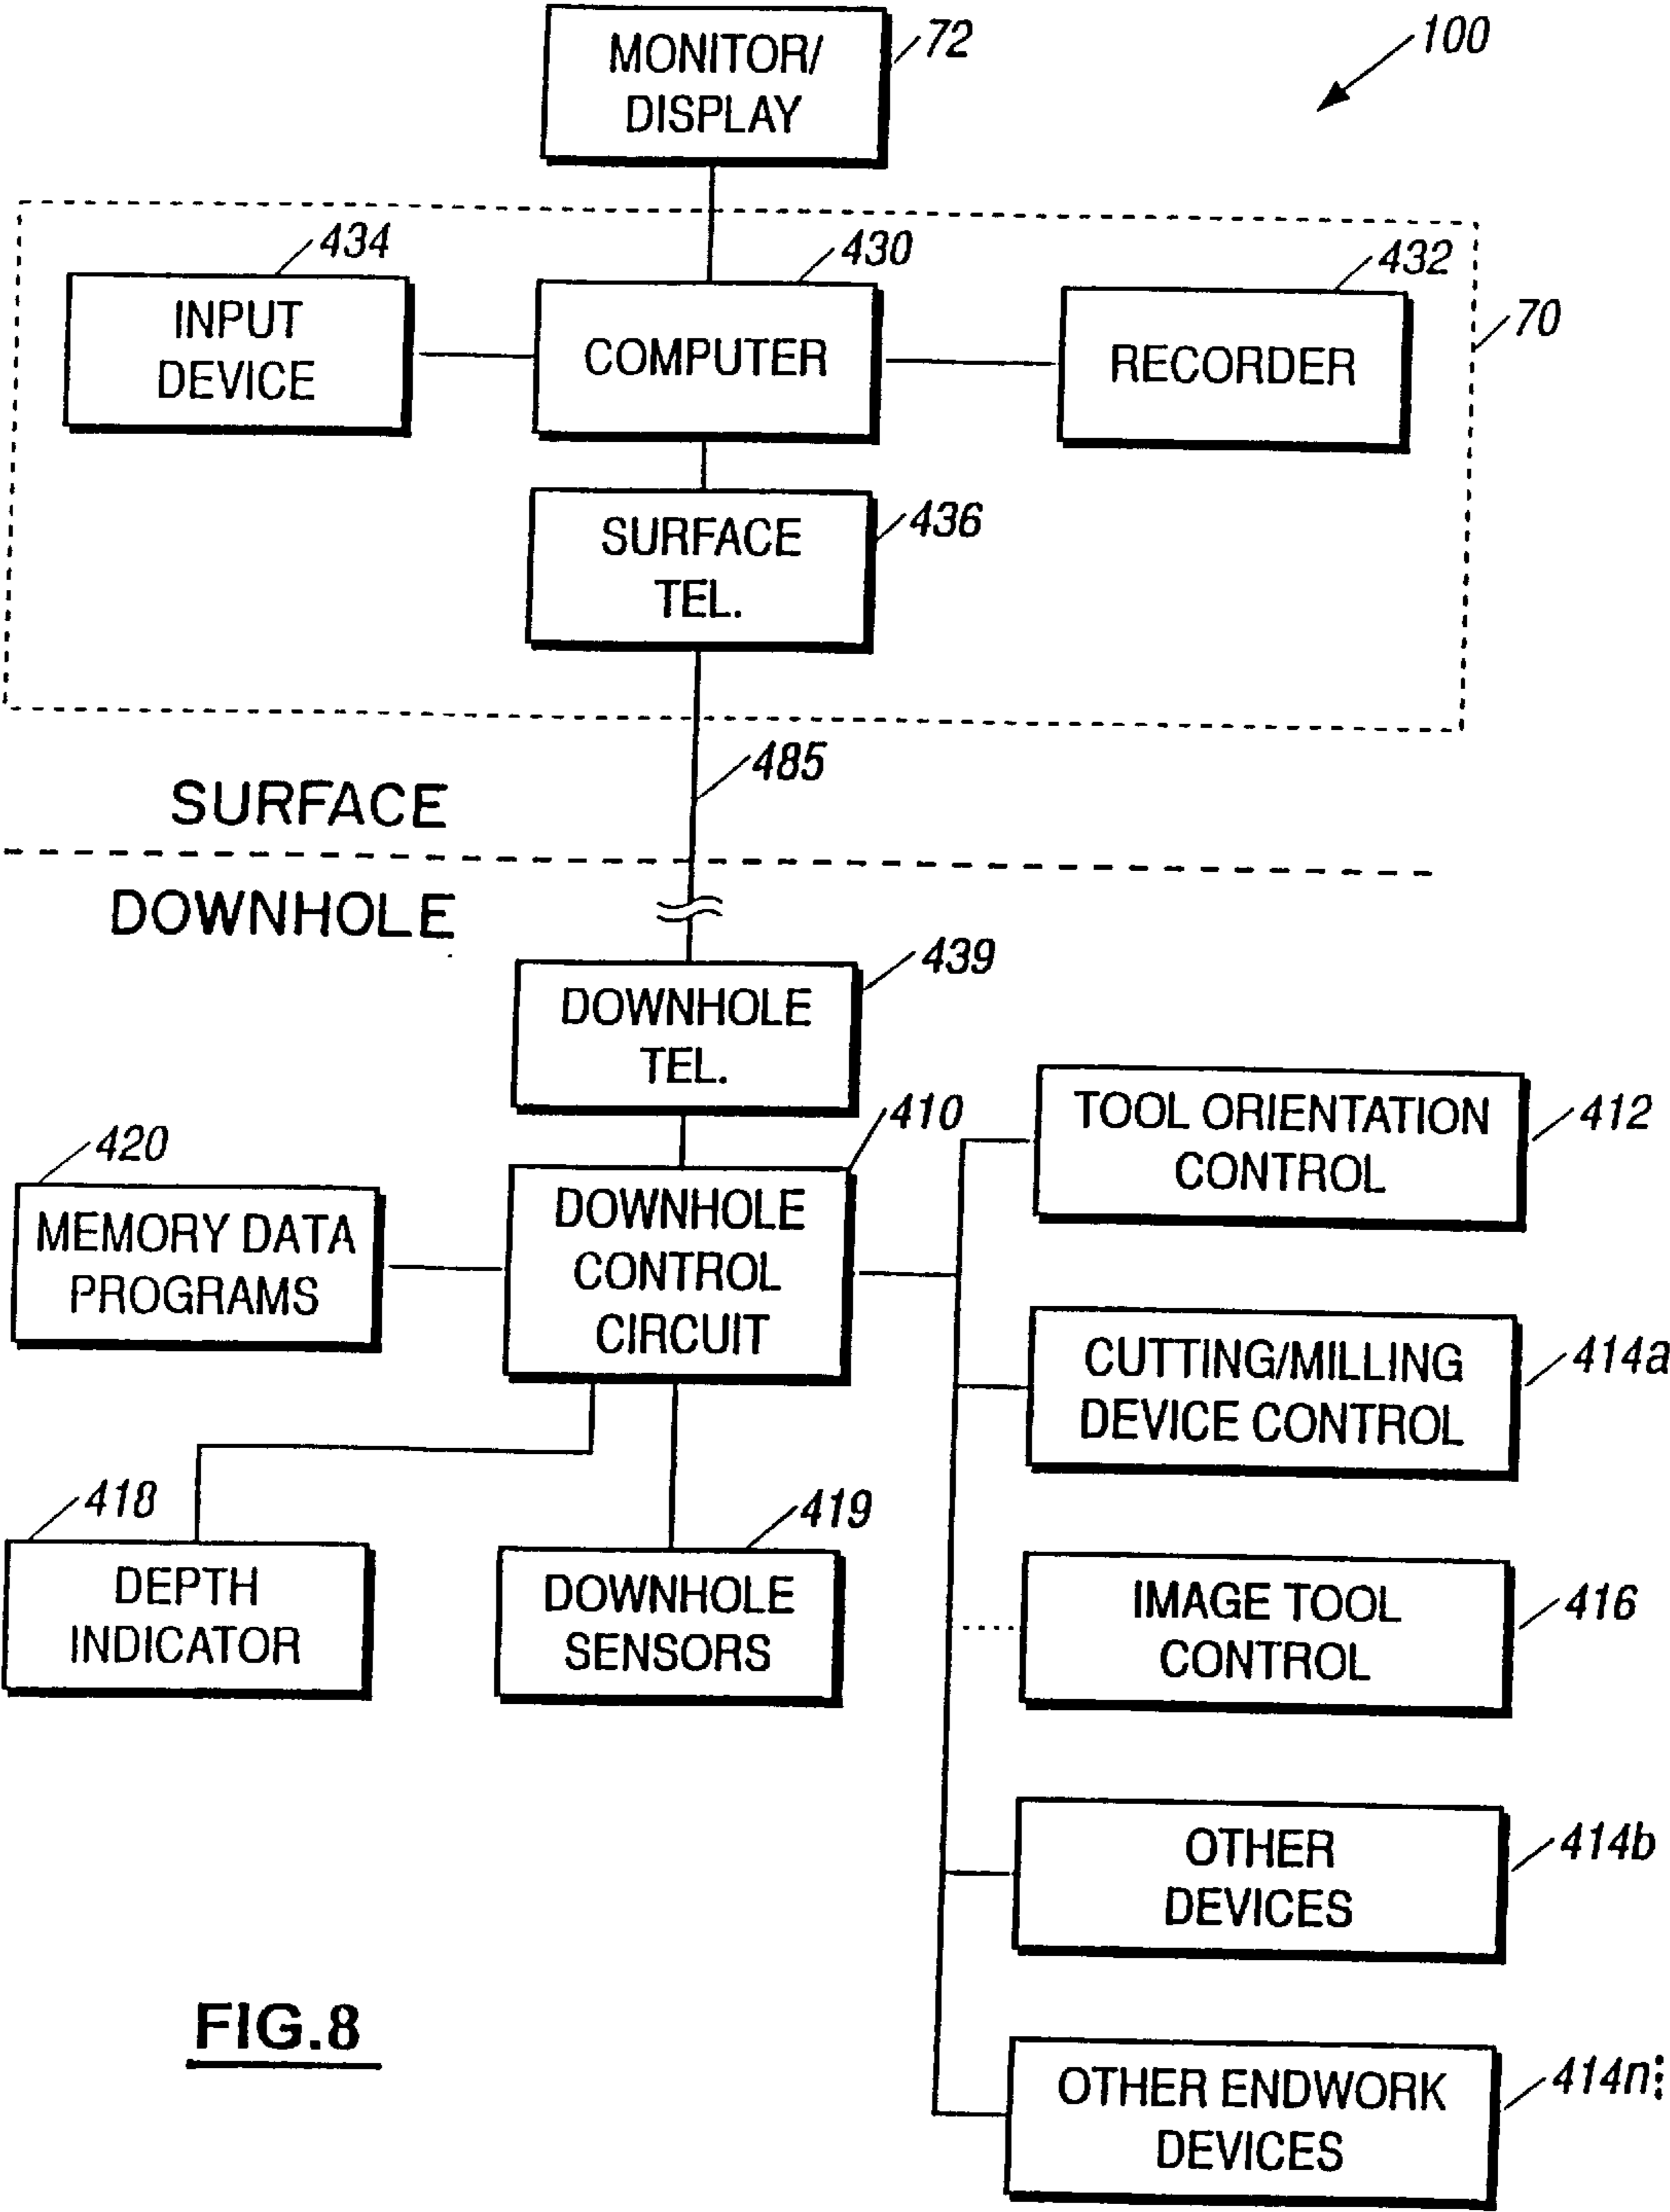 MONITOR/
DISPLAY
72
100
434
430
432
INPUT
DEVICE
COMPUTER
RECORDER
70
SURFACE
TEL.
436
485
SURFACE
DOWNHOLE
439
DOWNHOLE
TEL.
410
TOOL ORIENTATION
CONTROL
412
420
MEMORY DATA
PROGRAMS
DOWNHOLE
CONTROL
CIRCUIT
CUTTING/MILLING
DEVICE CONTROL
414a
418
DEPTH
INDICATOR
419
DOWNHOLE
SENSORS
IMAGE TOOL
CONTROL
416
OTHER
DEVICES
414b
FIG.8
OTHER ENDWORK
DEVICES
414n